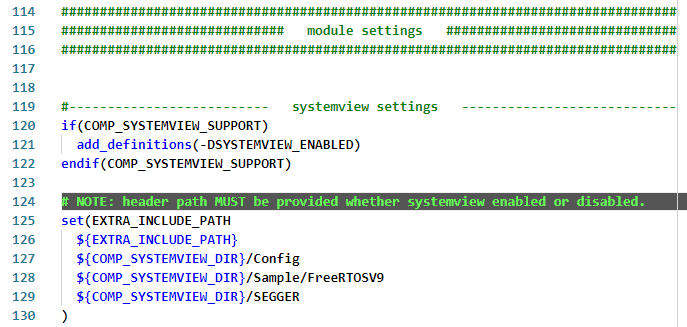 114 ################################################################################
115 #############################   module settings   ##############################
116 ################################################################################
117
118
119 #--------------------------   systemview settings   ----------------------------
120 if(COMP_SYSTEMVIEW_SUPPORT)
121   add_definitions(-DSYSTEMVIEW_ENABLED)
122 endif(COMP_SYSTEMVIEW_SUPPORT)
123
124 # NOTE: header path MUST be provided whether systemview enabled or disabled.
125 set(EXTRA_INCLUDE_PATH
126   ${EXTRA_INCLUDE_PATH}
127   ${COMP_SYSTEMVIEW_DIR}/Config
128   ${COMP_SYSTEMVIEW_DIR}/Sample/FreeRTOSV9
129   ${COMP_SYSTEMVIEW_DIR}/SEGGER
130 )